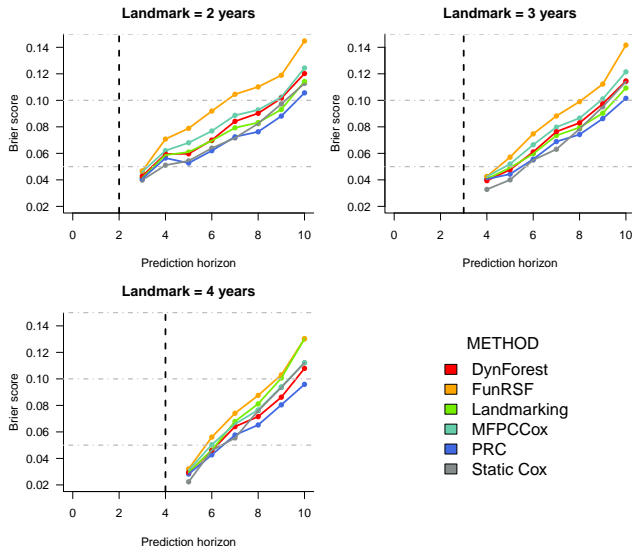 Landmark = 2 years
Brier score
0.14
0.12
0.10
0.08
0.06
0.04
0.02
0 2 4 6 8 10
Prediction horizon
Landmark = 3 years
Brier score
0.14
0.12
0.10
0.08
0.06
0.04
0.02
0 2 4 6 8 10
Prediction horizon
Landmark = 4 years
Brier score
0.14
0.12
0.10
0.08
0.06
0.04
0.02
0 2 4 6 8 10
Prediction horizon
METHOD
DynForest
FunRSF
Landmarking
MFPCCox
PRC
Static Cox